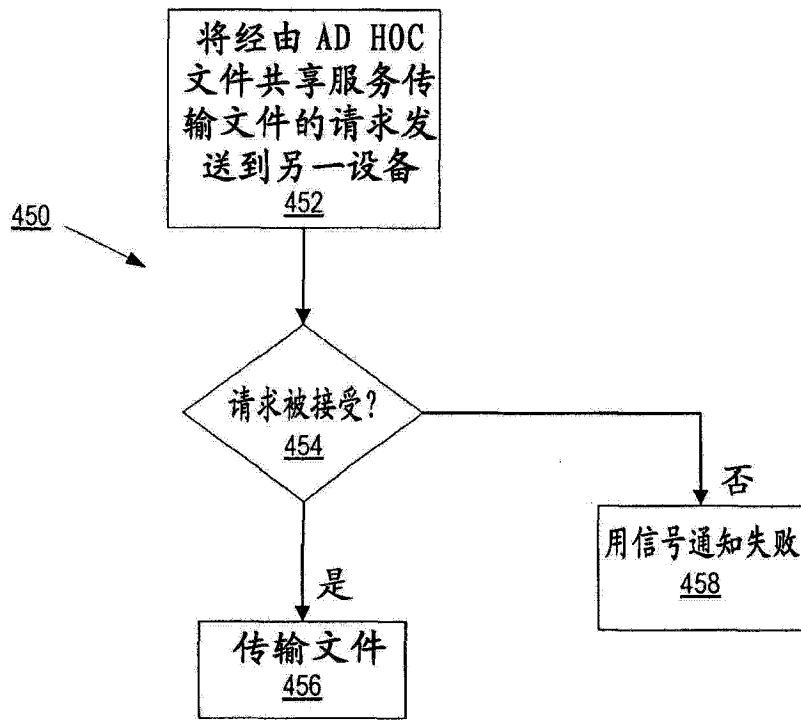 将经由 AD HOC
文件共享服务传
输文件的请求发
送到另一设备
452
450
请求被接受?
454
否
用信号通知失败
458
是
传输文件
456